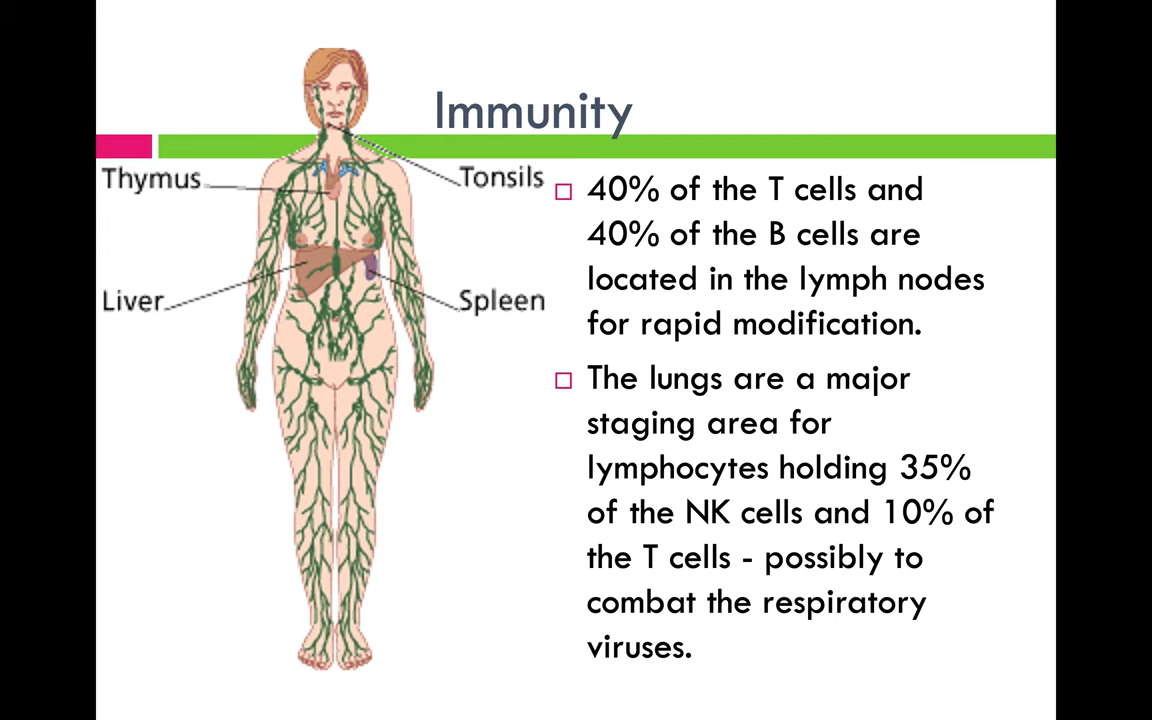 Immunity
Thymus
Tonsils
Liver
Spleen
40% of the T cells and
40% of the B cells are
located in the lymph nodes
for rapid modification.
The lungs are a major
staging area for
lymphocytes holding 35%
of the NK cells and 10% of
the T cells - possibly to
combat the respiratory
viruses.